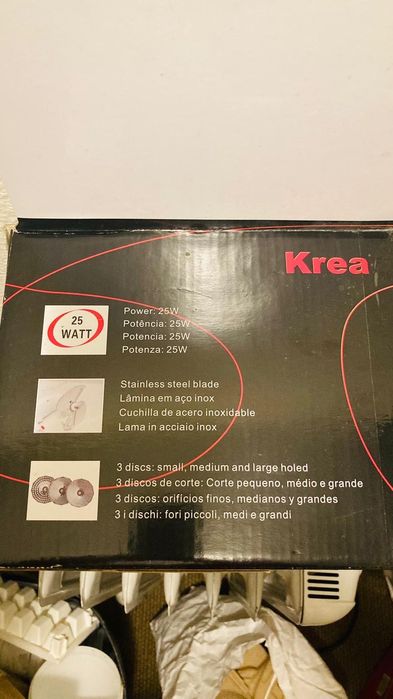 Krea
25
WATT
Power: 25W
Potência: 25W
Potencia: 25W
Potenza: 25W
Stainless steel blade
Lâmina em aço inox
Cuchilla de acero inoxidable
Lama in acciaio inox
3 discs: small, medium and large holed
3 discos de corte: Corte pequeno, médio e grande
3 discos: orifícios finos, medianos y grandes
3 i dischi: fori piccoli, medi e grandi